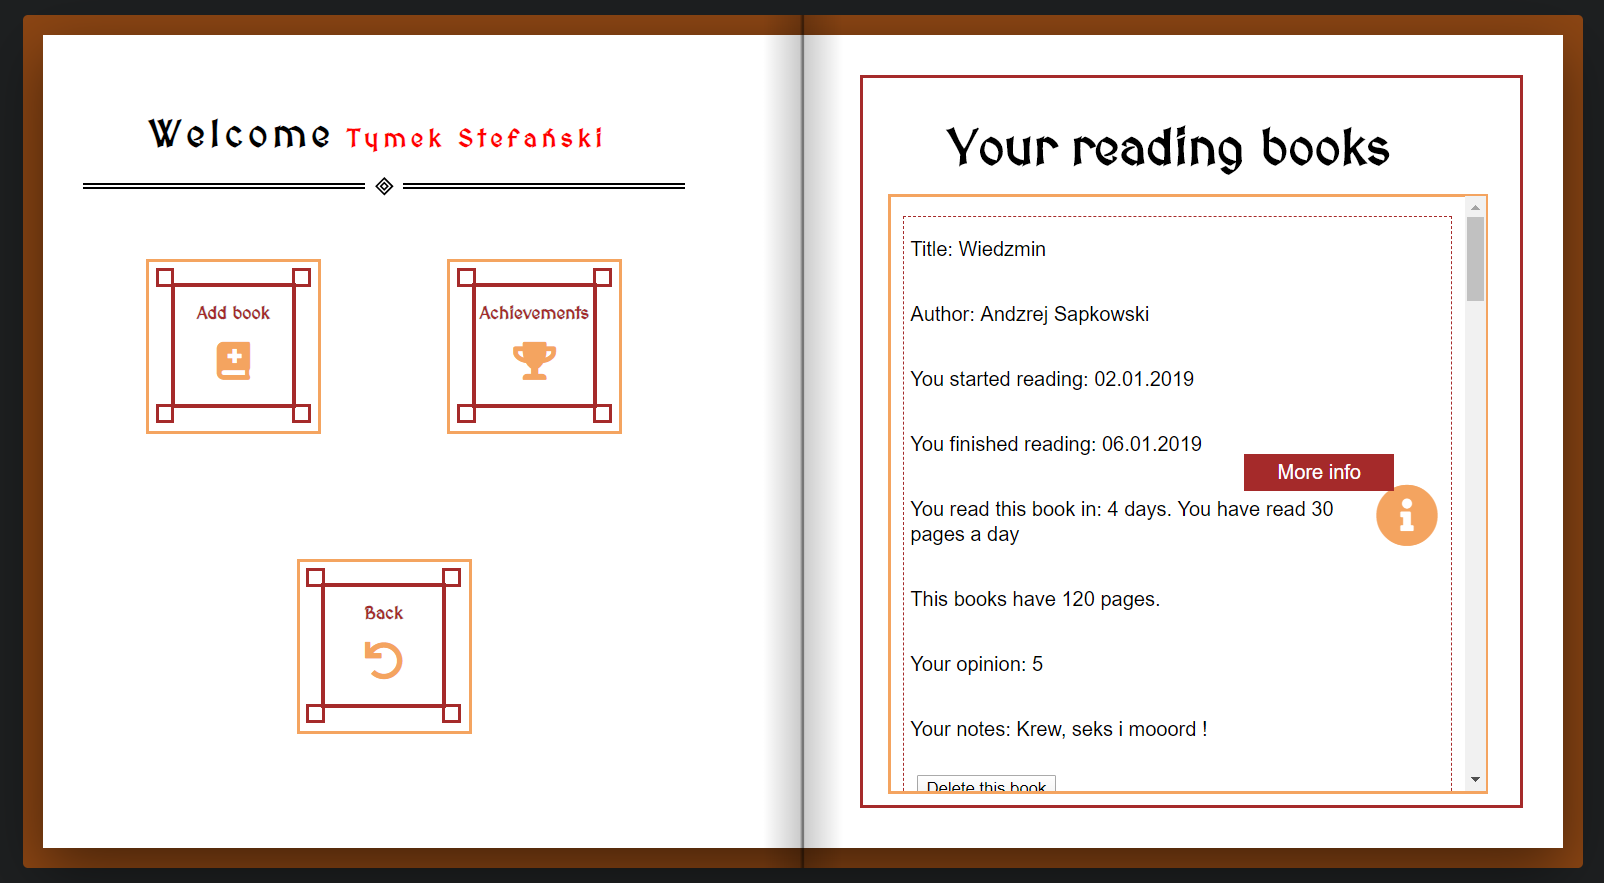 Welcome Tymek Stefański
Add book
Achievements
Back
Your reading books
Title: Wiedzmin
Author: Andzrej Sapkowski
You started reading: 02.01.2019
You finished reading: 06.01.2019
More info
You read this book in: 4 days. You have read 30
pages a day
This books have 120 pages.
Your opinion: 5
Your notes: Krew, seks i mooord !
Delete this book